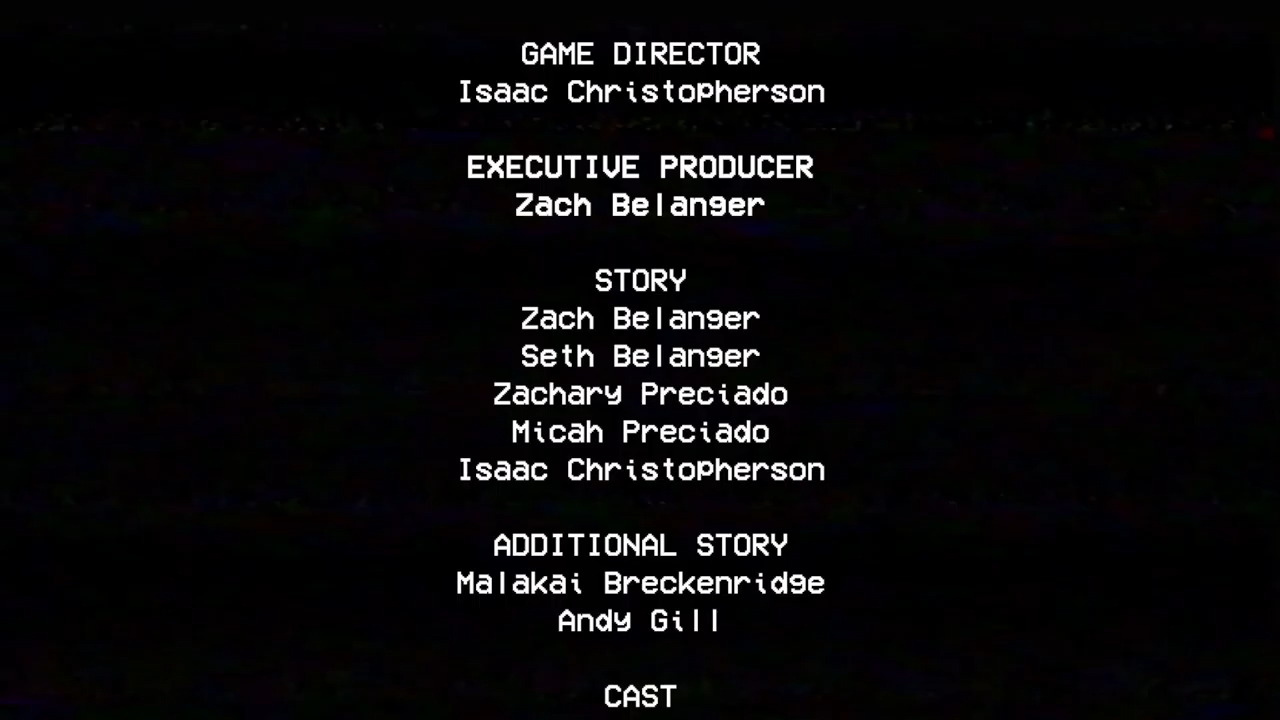 GAME DIRECTOR
Isaac Christopherson
EXECUTIVE PRODUCER
Zach Belanger
STORY
Zach Belanger
Seth Belanger
Zachary Preciado
Micah Preciado
Isaac Christopherson
ADDITIONAL STORY
Malakai Breckenridge
Andy Gill
CAST